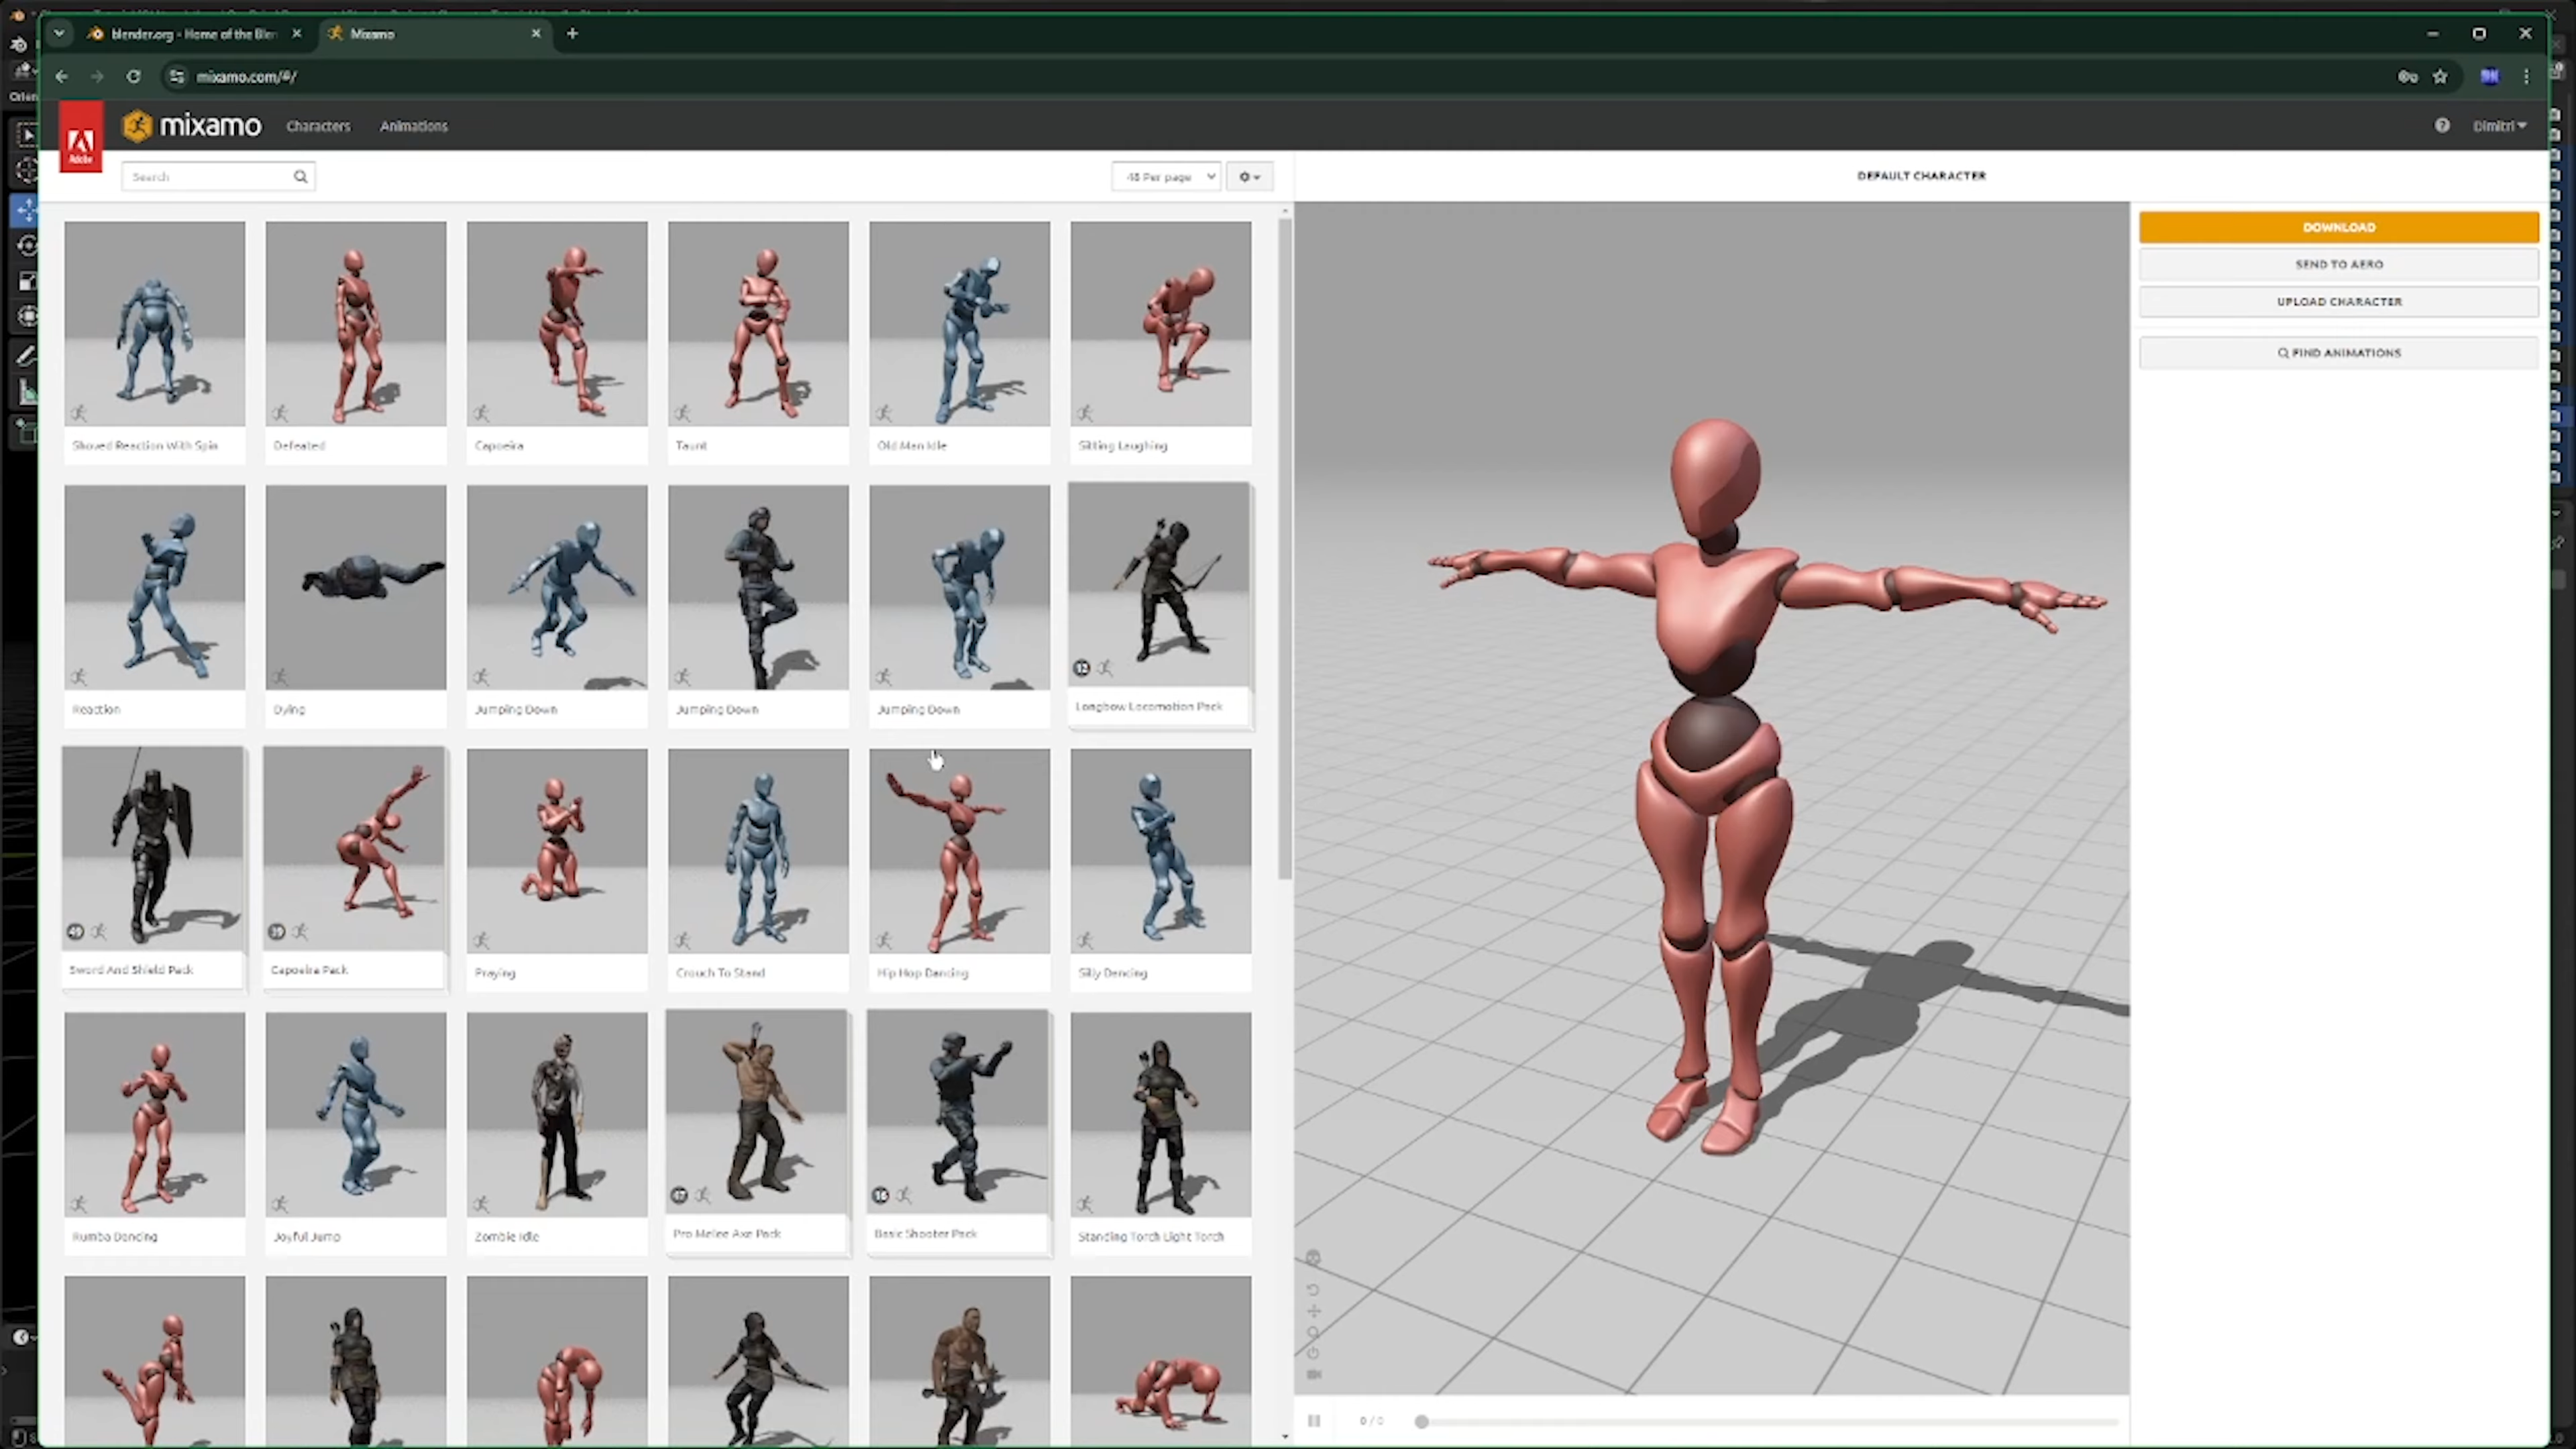 blender.org - Home of the Blen
Mixamo
mixamo.com/#/
Adobe
mixamo
Characters
Animations
Dimitri
Search
48 Per page
DEFAULT CHARACTER
DOWNLOAD
SEND TO AERO
UPLOAD CHARACTER
FIND ANIMATIONS
Shoved Reaction With Spin
Defeated
Capoeira
Taunt
Old Man Idle
Sitting Laughing
Reaction
Dying
Jumping Down
Jumping Down
Jumping Down
Longbow Locomotion Pack
Sword And Shield Pack
Capoeira Pack
Praying
Crouch To Stand
Hip Hop Dancing
Silly Dancing
Rumba Dancing
Joyful Jump
Zombie Idle
Pro Melee Axe Pack
Basic Shooter Pack
Standing Torch Light Torch
0 / 0